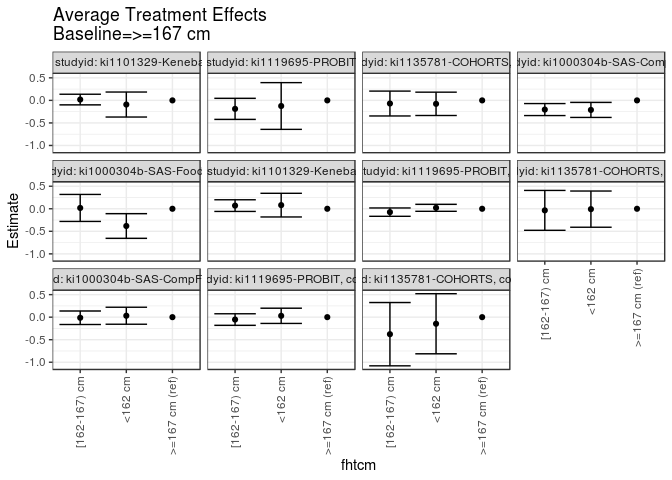 Average Treatment Effects
Baseline=>=167 cm
studyid: ki1101329-Keneba
studyid: ki1119695-PROBIT
studyid: ki1135781-COHORTS,
ki1000304b-SAS-Com
0.5
0.0
-0.5
-1.0
ki1000304b-SAS-Food
studyid: ki1101329-Keneba
studyid: ki1119695-PROBIT,
ki1135781-COHORTS,
0.5
0.0
-0.5
-1.0
ki1000304b-SAS-CompF
ki1119695-PROBIT, co
ki1135781-COHORTS, co
0.5
0.0
-0.5
-1.0
Estimate
[162-167) cm
<162 cm
>=167 cm (ref)
[162-167) cm
<162 cm
>=167 cm (ref)
[162-167) cm
<162 cm
>=167 cm (ref)
[162-167) cm
<162 cm
>=167 cm (ref)
fhtcm